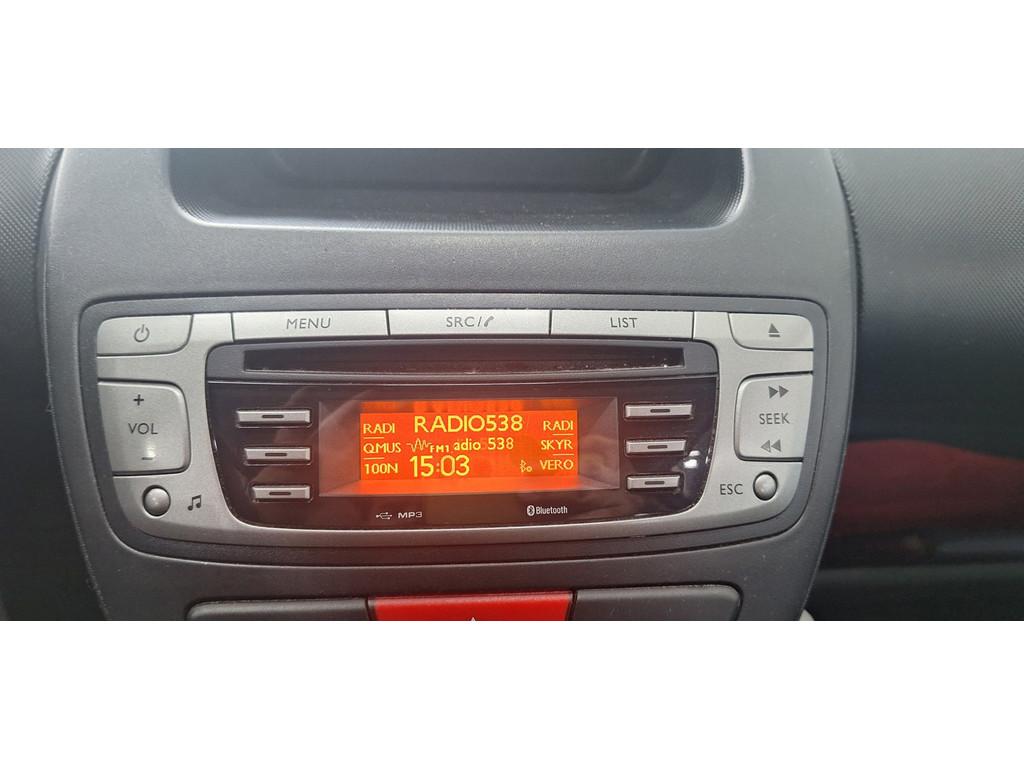 MENU SRC/ LIST
+
VOL
-
SEEK
ESC
RADI RADIO538 RADI
QMUS FM1 adio 538 SKYR
100N 15:03 VERO
MP3 Bluetooth